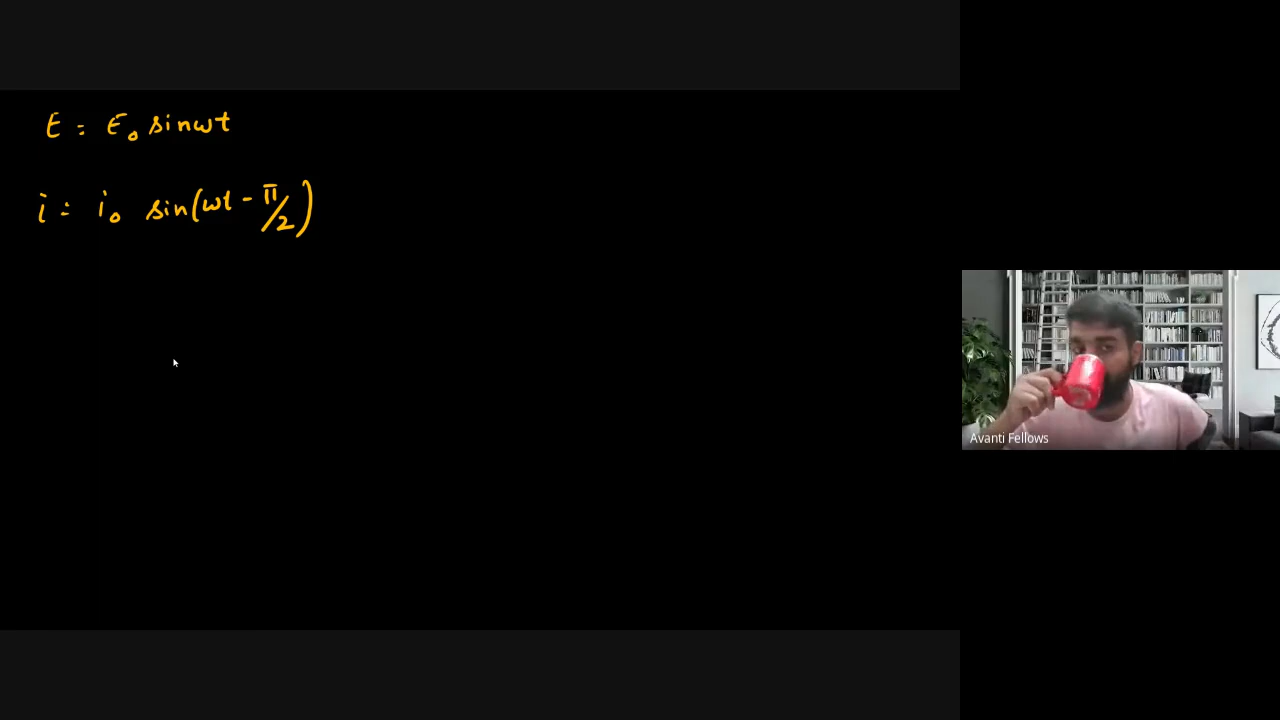 E = E₀ sinωt
i = i₀ sin(ωt - π/2)
Avanti Fellows